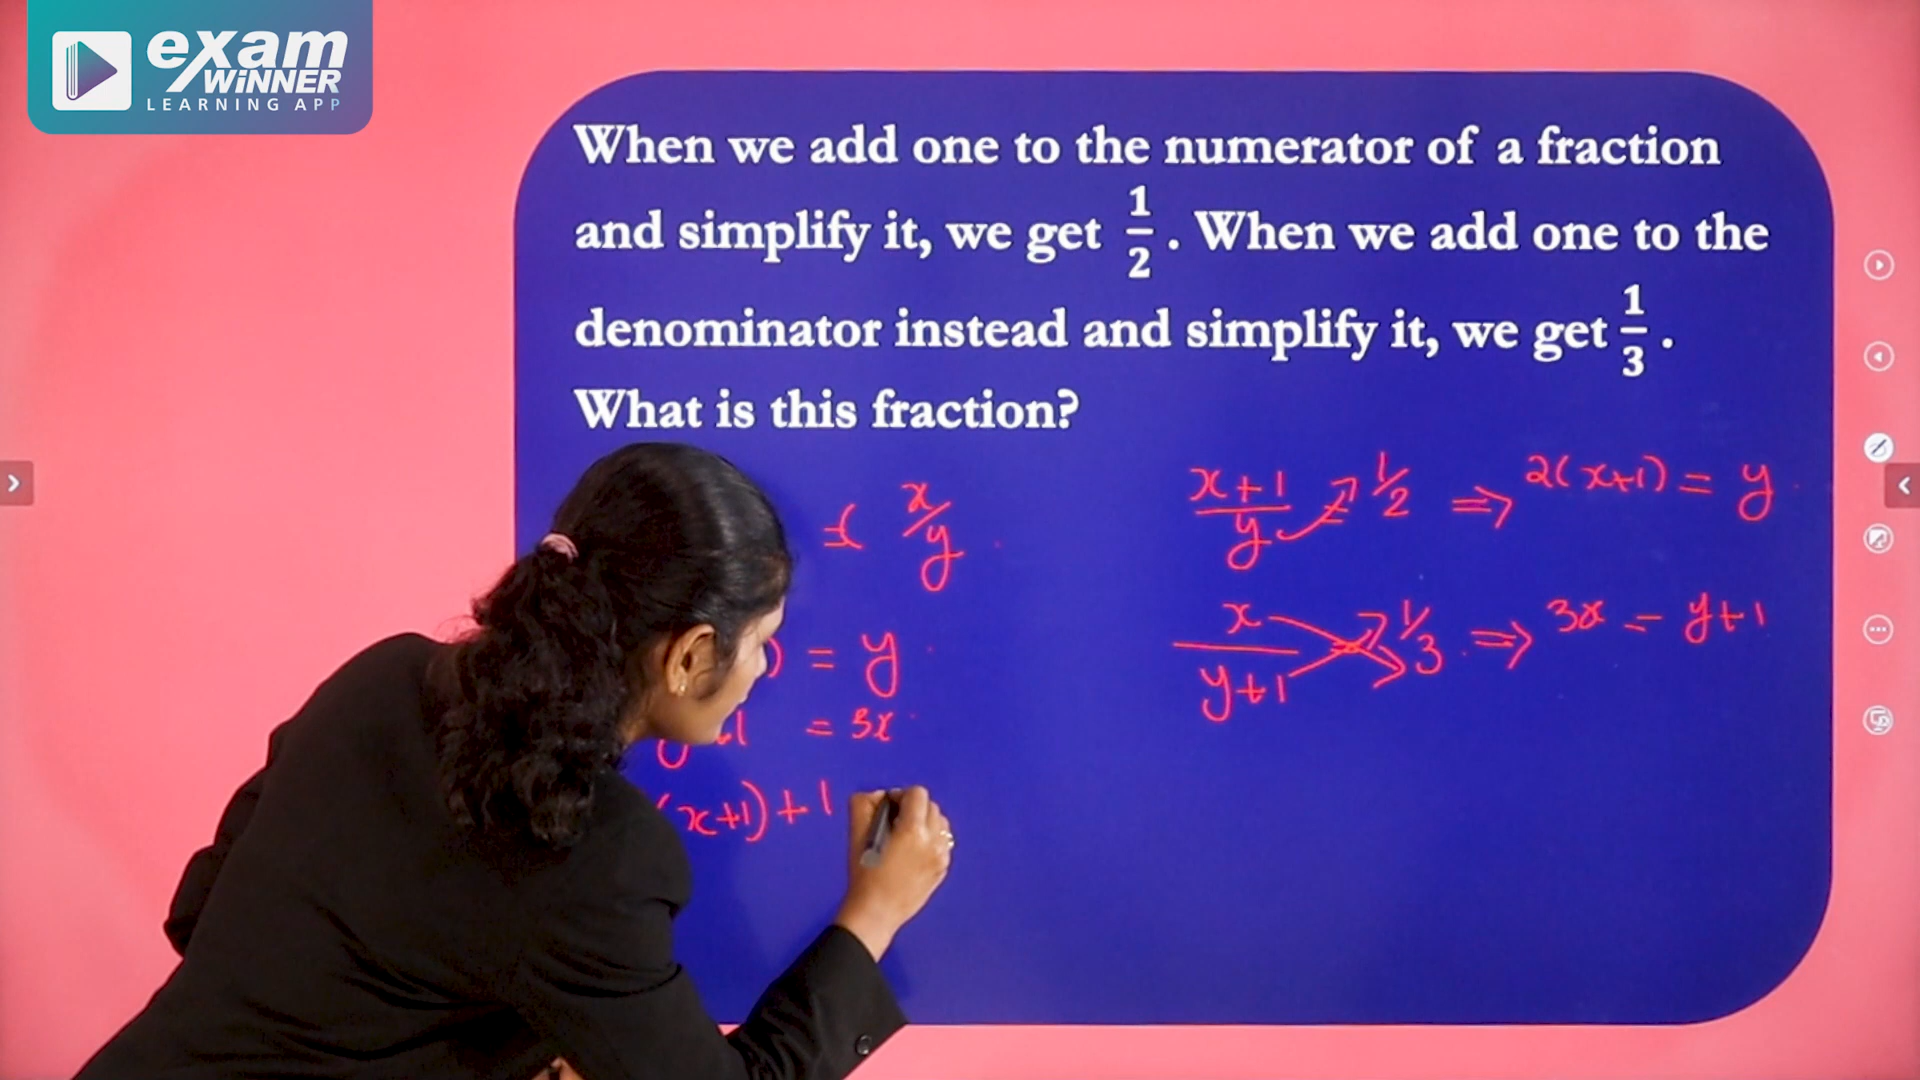 exam
WiNNER
LEARNING APP
When we add one to the numerator of a fraction
and simplify it, we get 1/2. When we add one to the
denominator instead and simplify it, we get 1/3.
What is this fraction?
x/y
(x+1)/y 1/2 ⇒ 2(x+1) = y
x/(y+1) 1/3 ⇒ 3x = y+1
) = y
y+1 = 3x
(x+1)+1